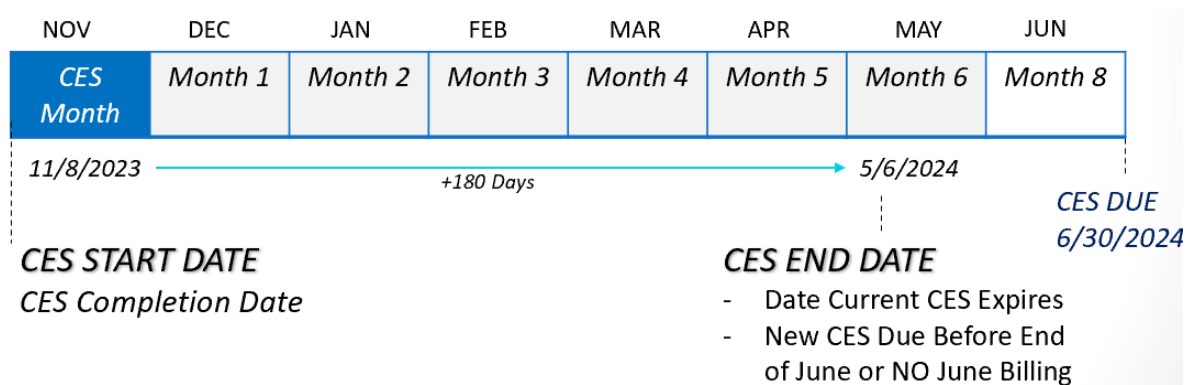 NOV DEC JAN FEB MAR APR MAY JUN
CES Month 1 Month 2 Month 3 Month 4 Month 5 Month 6 Month 8
Month
11/8/2023 5/6/2024
+180 Days
CES DUE
6/30/2024
CES START DATE
CES Completion Date
CES END DATE
- Date Current CES Expires
- New CES Due Before End
of June or NO June Billing